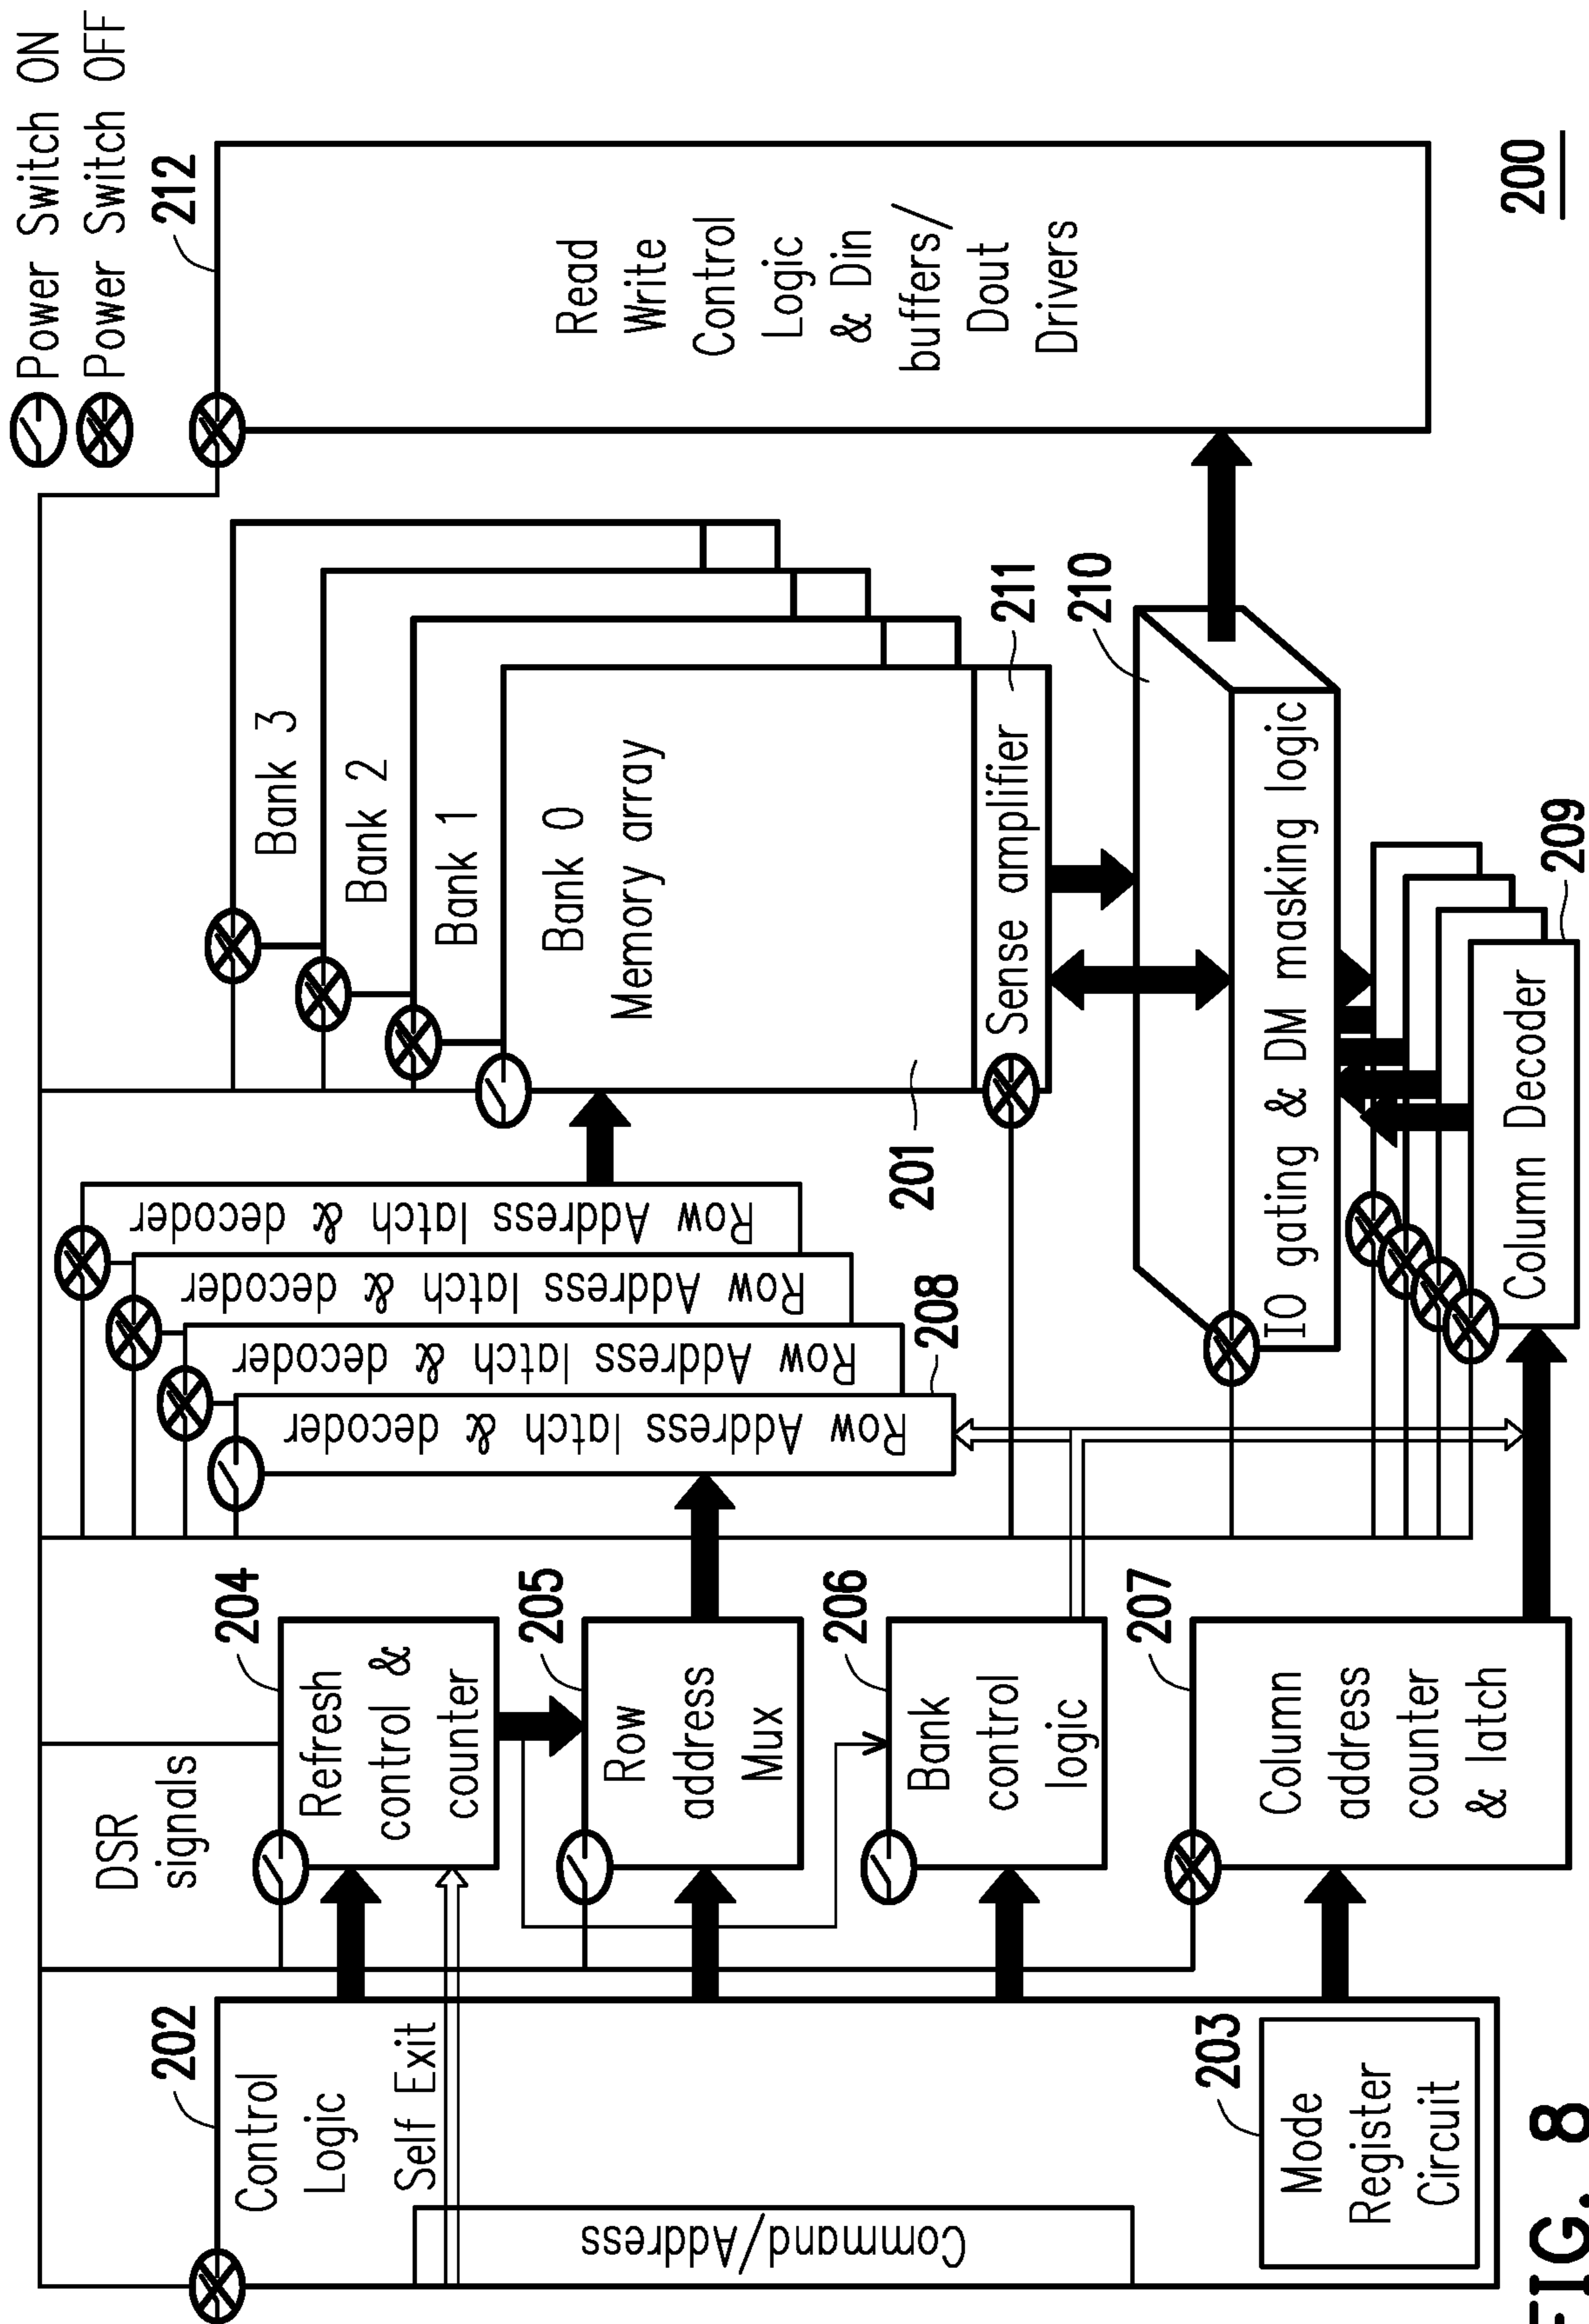 Power Switch ON
Power Switch OFF
202
Control
Logic
Self Exit
Command/Address
203
Mode
Register
Circuit
DSR
signals
204
Refresh
control &
counter
205
Row
address
Mux
206
Bank
control
logic
207
Column
address
counter
& latch
Row Address latch & decoder
Row Address latch & decoder
Row Address latch & decoder
Row Address latch & decoder
208
Bank 3
Bank 2
Bank 1
Bank 0
Memory array
201
Sense amplifier
211
210
IO gating & DM masking logic
Column Decoder
209
212
Read
Write
Control
Logic
& Din
buffers/
Dout
Drivers
200
FIG. 8